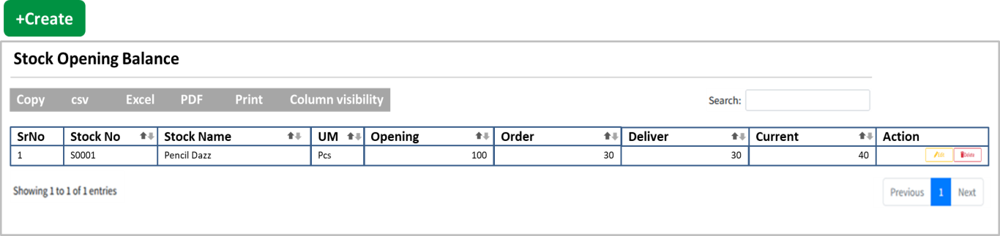 +Create
Stock Opening Balance
Copy csv Excel PDF Print Column visibility Search:
SrNo Stock No Stock Name UM Opening Order Deliver Current Action
1 S0001 Pencil Dazz Pcs 100 30 30 40 Edit Delete
Showing 1 to 1 of 1 entries Previous 1 Next